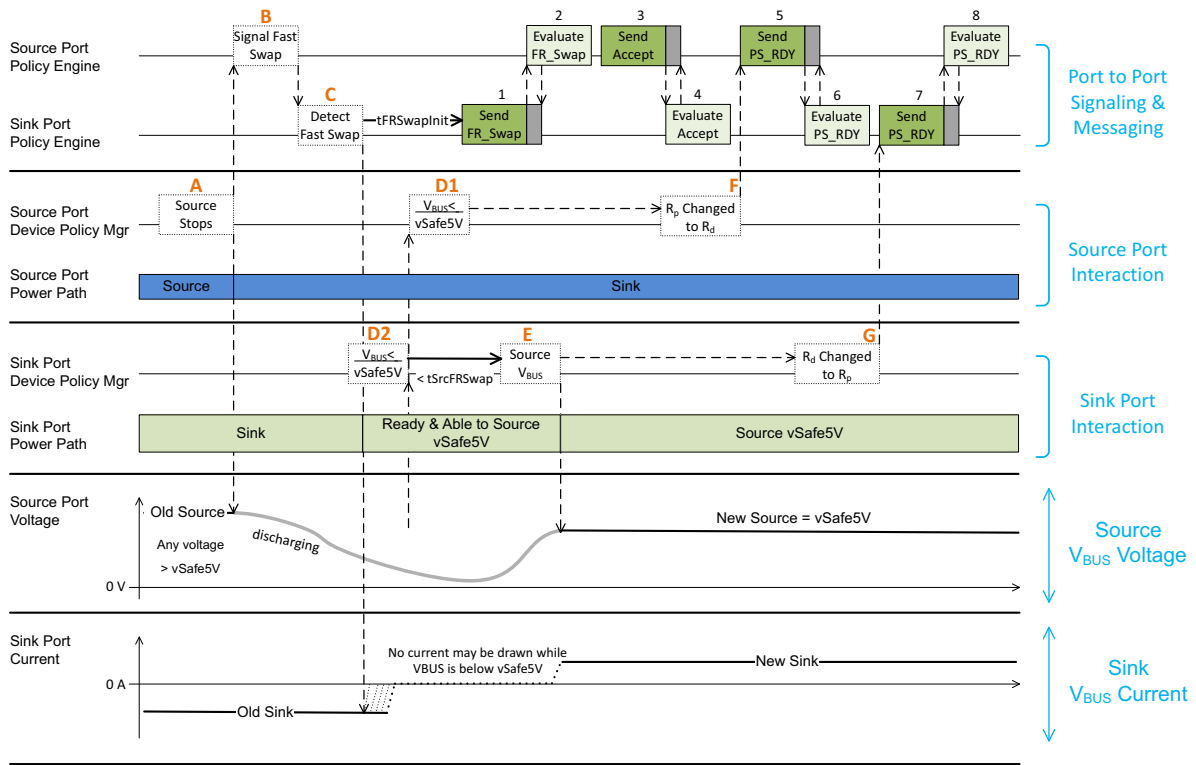 B
2
3
5
8
Source Port
Policy Engine
Signal Fast
Swap
Evaluate
FR_Swap
Send
Accept
Send
PS_RDY
Evaluate
PS_RDY
C
1
4
6
7
Sink Port
Policy Engine
Detect
Fast Swap
tFRSwapInit
Send
FR_Swap
Evaluate
Accept
Evaluate
PS_RDY
Send
PS_RDY
Port to Port
Signaling &
Messaging
A
D1
F
Source Port
Device Policy Mgr
Source
Stops
VBUS<
vSafe5V
Rp Changed
to Rd
Source Port
Power Path
Source
Sink
Source Port
Interaction
D2
E
G
Sink Port
Device Policy Mgr
VBUS<
vSafe5V
< tSrcFRSwap
Source
VBUS
Rd Changed
to Rp
Sink Port
Power Path
Sink
Ready & Able to Source
vSafe5V
Source vSafe5V
Sink Port
Interaction
Source Port
Voltage
Old Source
Any voltage
> vSafe5V
discharging
New Source = vSafe5V
0 V
Source
VBUS Voltage
Sink Port
Current
No current may be drawn while
VBUS is below vSafe5V
New Sink
0 A
Old Sink
Sink
VBUS Current